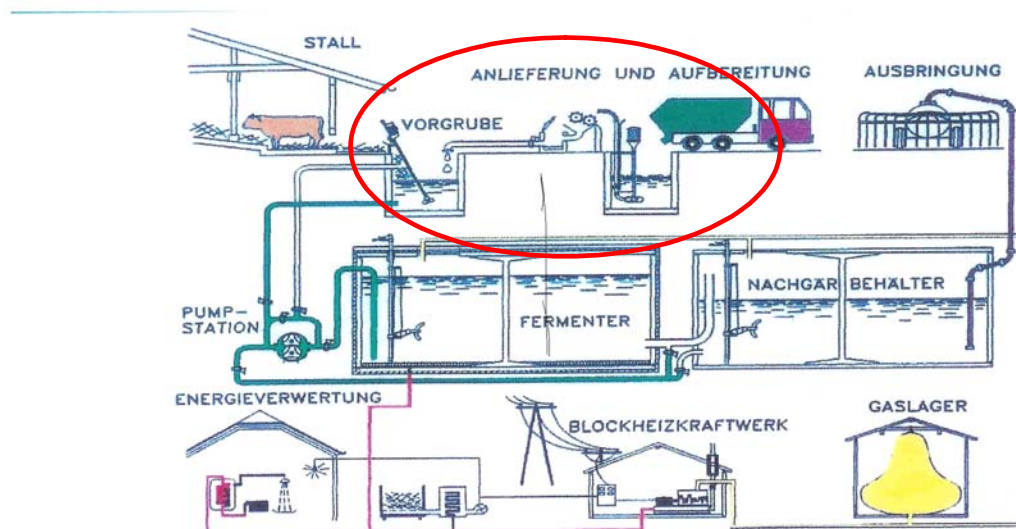 STALL
ANLIEFERUNG UND AUFBEREITUNG
AUSBRINGUNG
VORGRUBE
NACHGÄR BEHÄLTER
PUMP-
STATION
FERMENTER
ENERGIEVERWERTUNG
BLOCKHEIZKRAFTWERK
GASLAGER